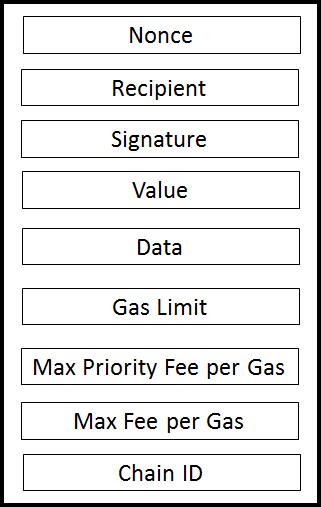 Nonce
Recipient
Signature
Value
Data
Gas Limit
Max Priority Fee per Gas
Max Fee per Gas
Chain ID